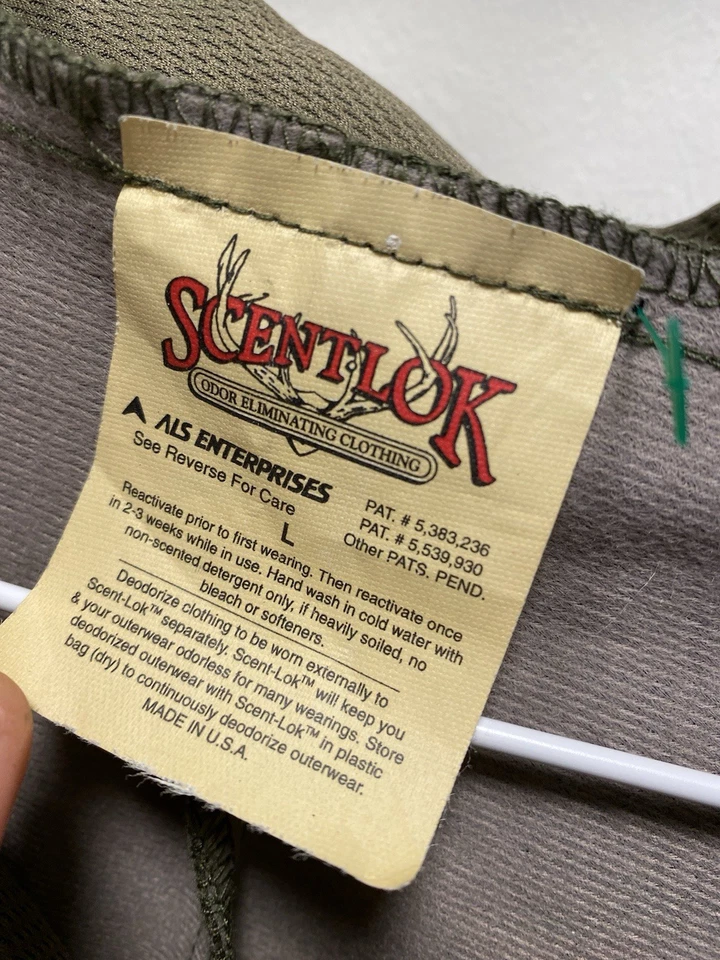 SCENT-LOK
ODOR ELIMINATING CLOTHING
ALS ENTERPRISES
See Reverse For Care
L
PAT. # 5,383,236
PAT. # 5,539,930
Other PATS. PEND.
Reactivate prior to first wearing. Then reactivate once
in 2-3 weeks while in use. Hand wash in cold water with
non-scented detergent only, if heavily soiled, no
bleach or softeners.
Deodorize clothing to be worn externally to
Scent-Lok™ separately. Scent-Lok™ will keep you
& your outerwear odorless for many wearings. Store
deodorized outerwear with Scent-Lok™ in plastic
bag (dry) to continuously deodorize outerwear.
MADE IN U.S.A.